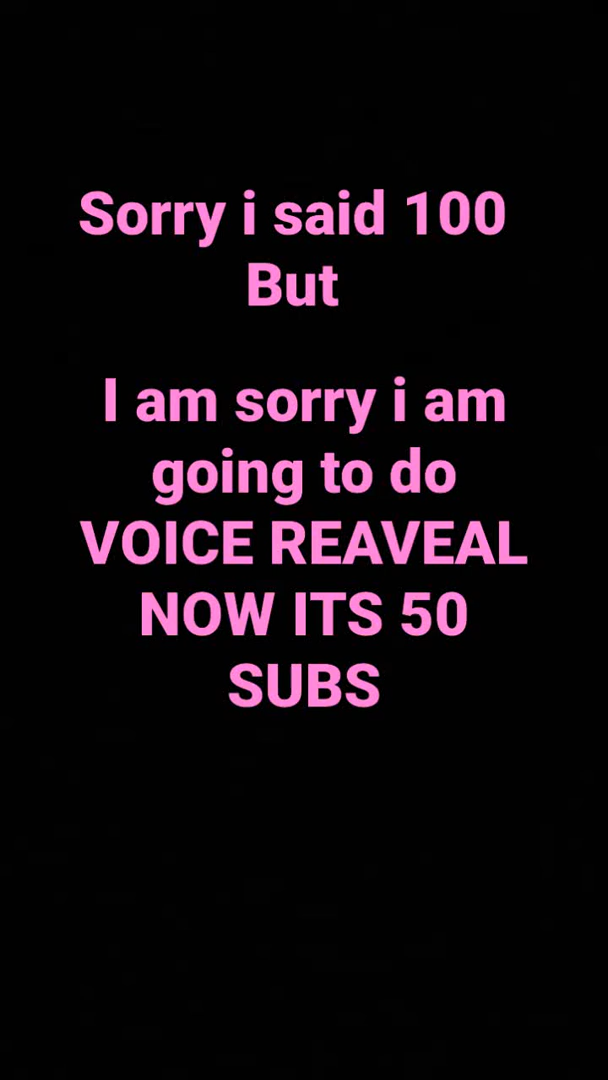 Sorry i said 100
But
I am sorry i am
going to do
VOICE REAVEAL
NOW ITS 50
SUBS